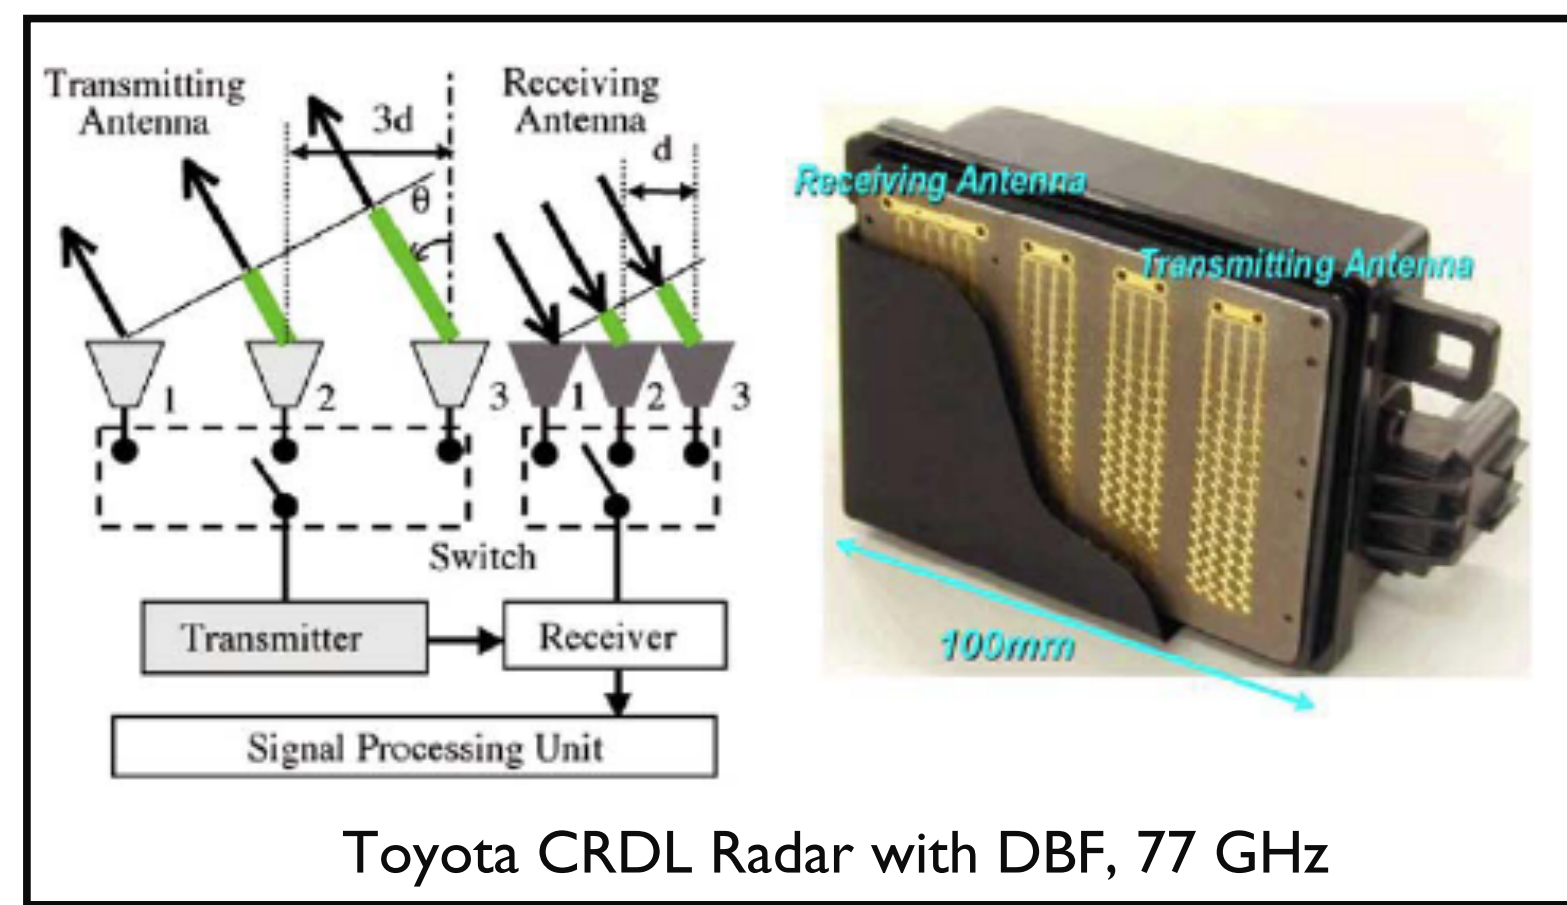 Transmitting
Antenna
3d
θ
Receiving
Antenna
d
1
2
3
1
2
3
Switch
Transmitter
Receiver
Signal Processing Unit
Receiving Antenna
Transmitting Antenna
100mm
Toyota CRDL Radar with DBF, 77 GHz